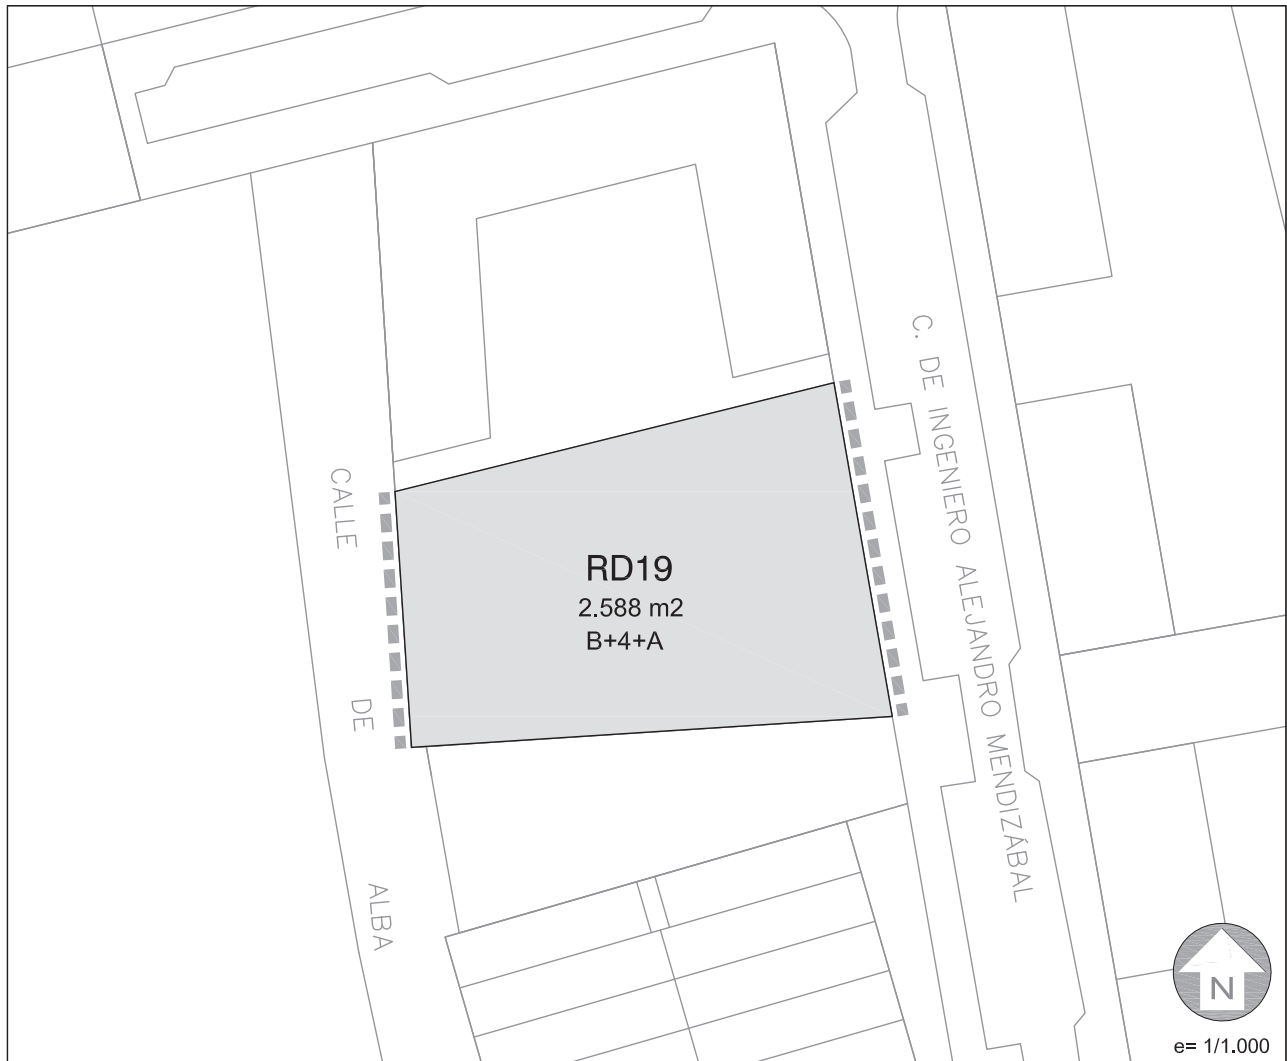 C. DE INGENIERO ALEJANDRO MENDIZÁBAL
CALLE DE ALBA
RD19
2.588 m2
B+4+A
N
e= 1/1.000